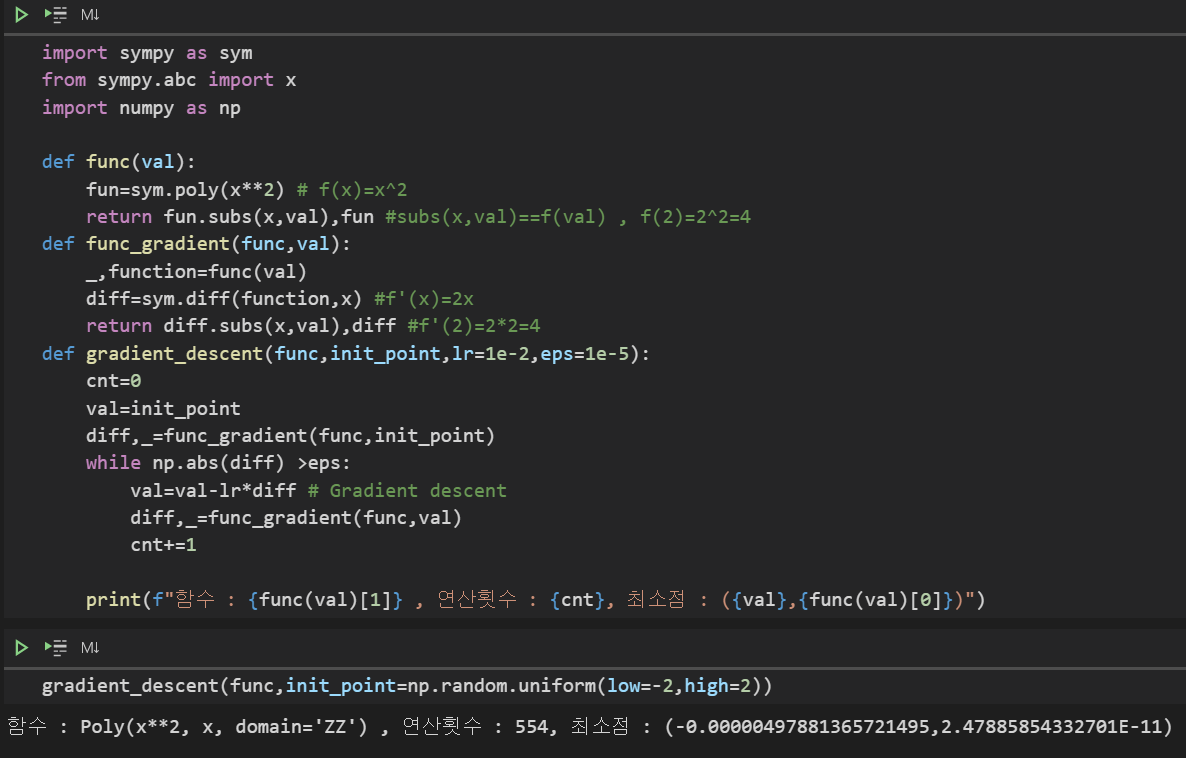 M↓
import sympy as sym
from sympy.abc import x
import numpy as np
def func(val):
    fun=sym.poly(x**2) # f(x)=x^2
    return fun.subs(x,val),fun #subs(x,val)==f(val) , f(2)=2^2=4
def func_gradient(func,val):
    _,function=func(val)
    diff=sym.diff(function,x) #f'(x)=2x
    return diff.subs(x,val),diff #f'(2)=2*2=4
def gradient_descent(func,init_point,lr=1e-2,eps=1e-5):
    cnt=0
    val=init_point
    diff,_=func_gradient(func,init_point)
    while np.abs(diff) >eps:
        val=val-lr*diff # Gradient descent
        diff,_=func_gradient(func,val)
        cnt+=1
    print(f"함수 : {func(val)[1]} , 연산횟수 : {cnt}, 최소점 : ({val},{func(val)[0]})")
M↓
gradient_descent(func,init_point=np.random.uniform(low=-2,high=2))
함수 : Poly(x**2, x, domain='ZZ') , 연산횟수 : 554, 최소점 : (-0.00000497881365721495,2.47885854332701E-11)